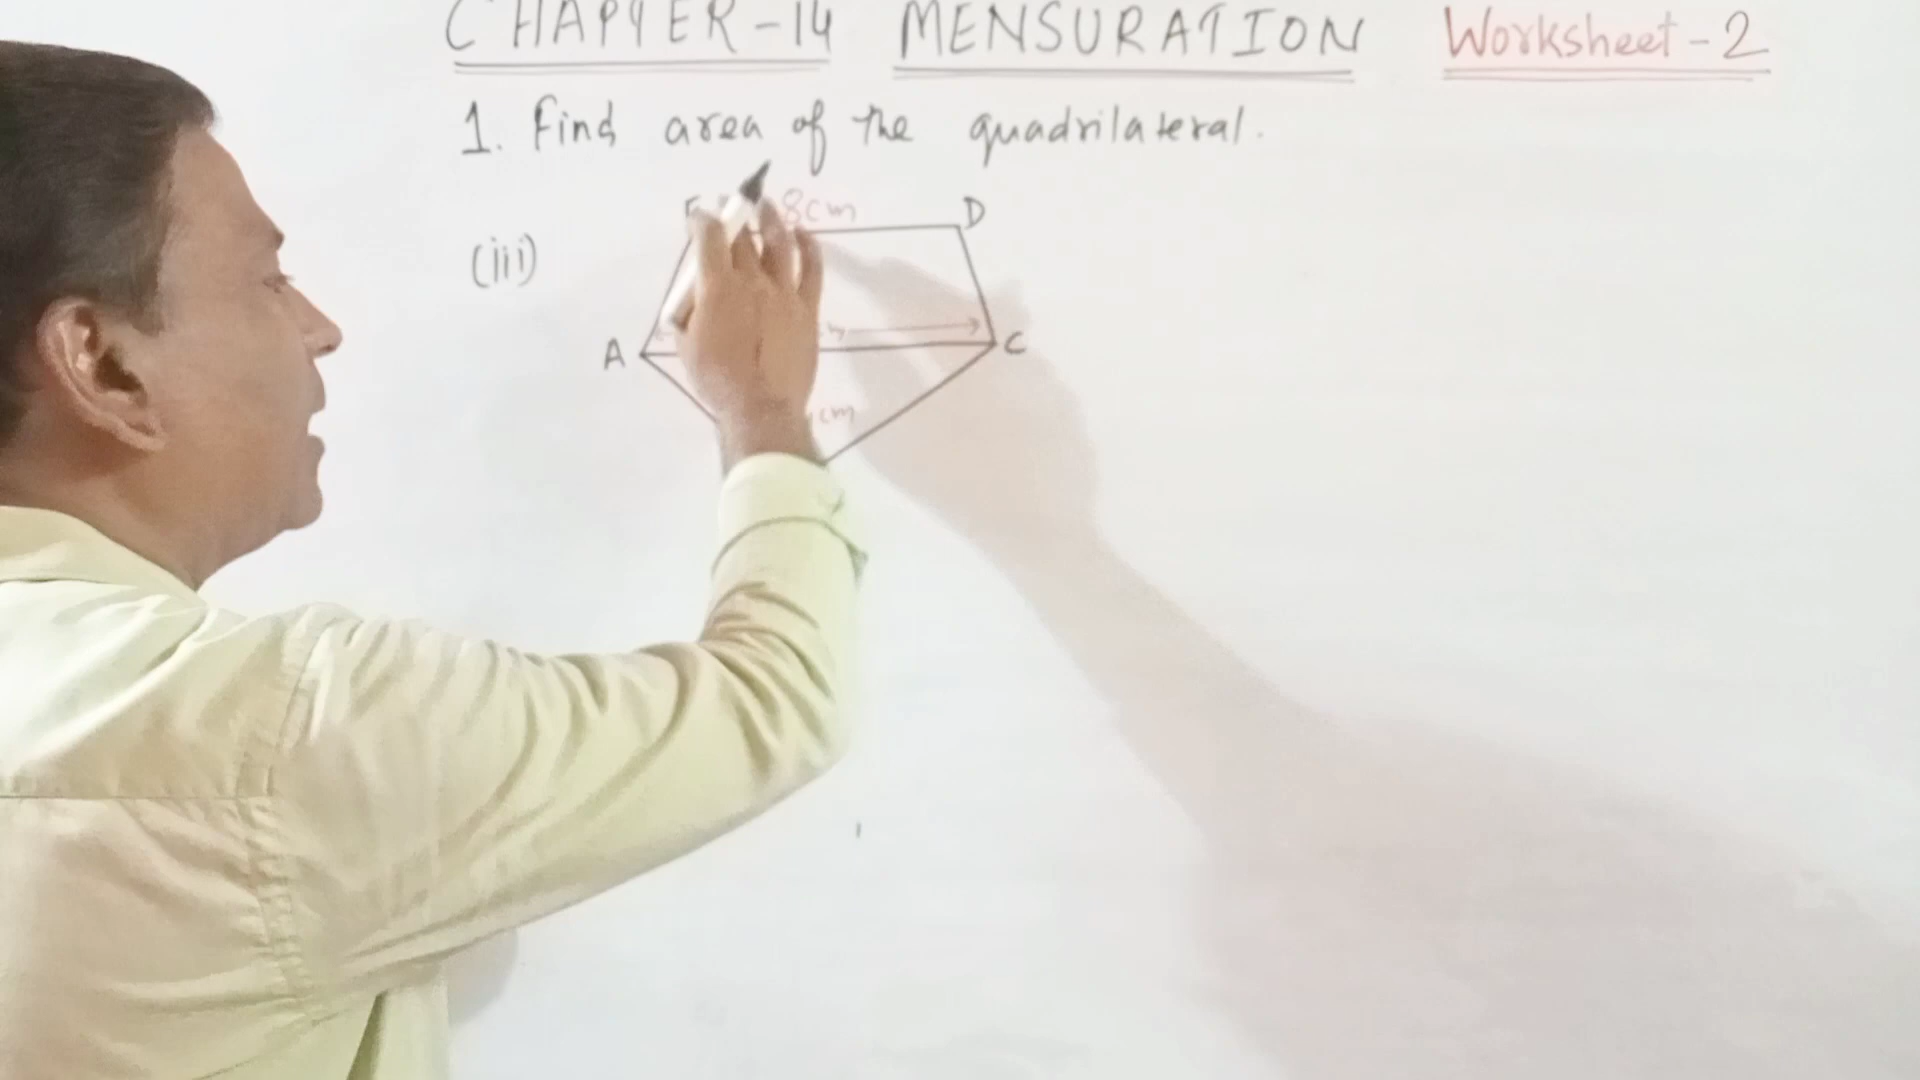 CHAPTER-14 MENSURATION Worksheet-2
1. Find area of the quadrilateral.
8cm D
(iii)
A C
cm